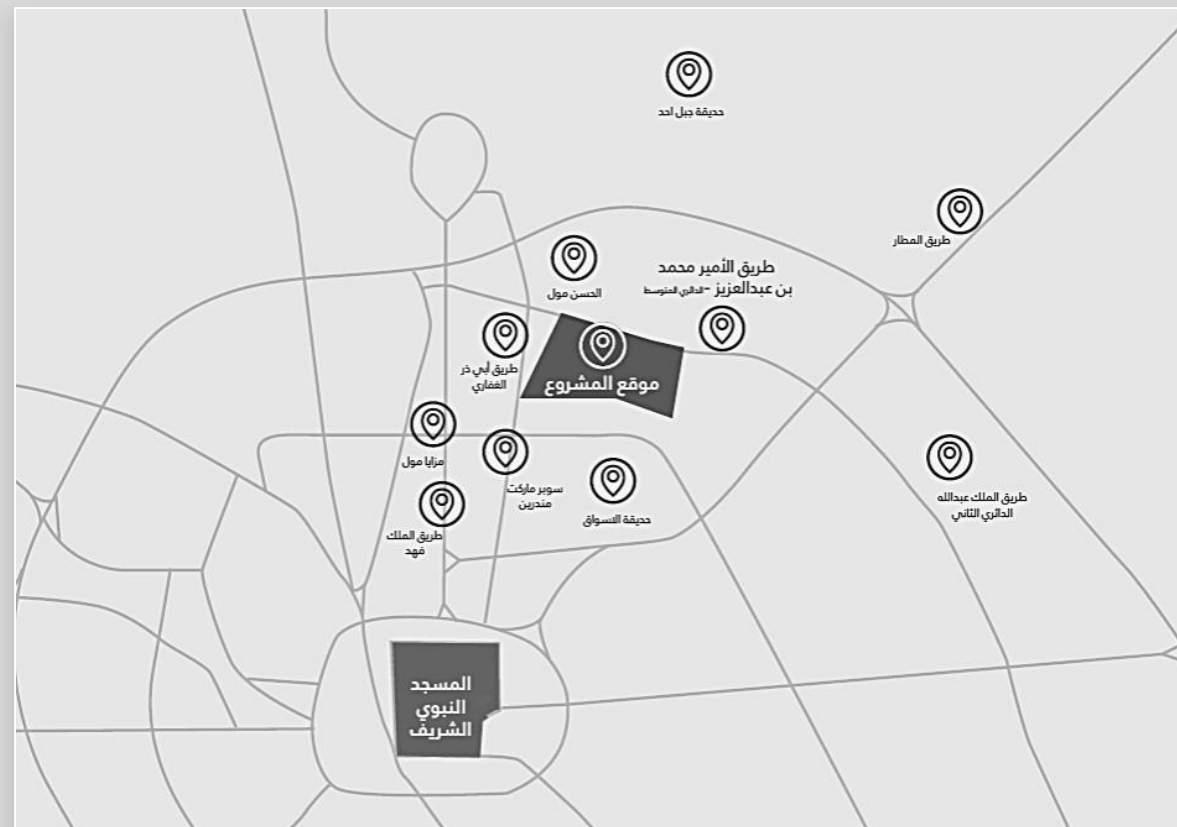 حديقة جبل احد
طريق المطار
طريق الأمير محمد
بن عبدالعزيز - الدائري المتوسط
الحسن مول
طريق أبي ذر
الغفاري
موقع المشروع
مزايا مول
سوبر ماركت
مندرين
حديقة الاسواق
طريق الملك
فهد
طريق الملك عبدالله
الدائري الثاني
المسجد
النبوي
الشريف